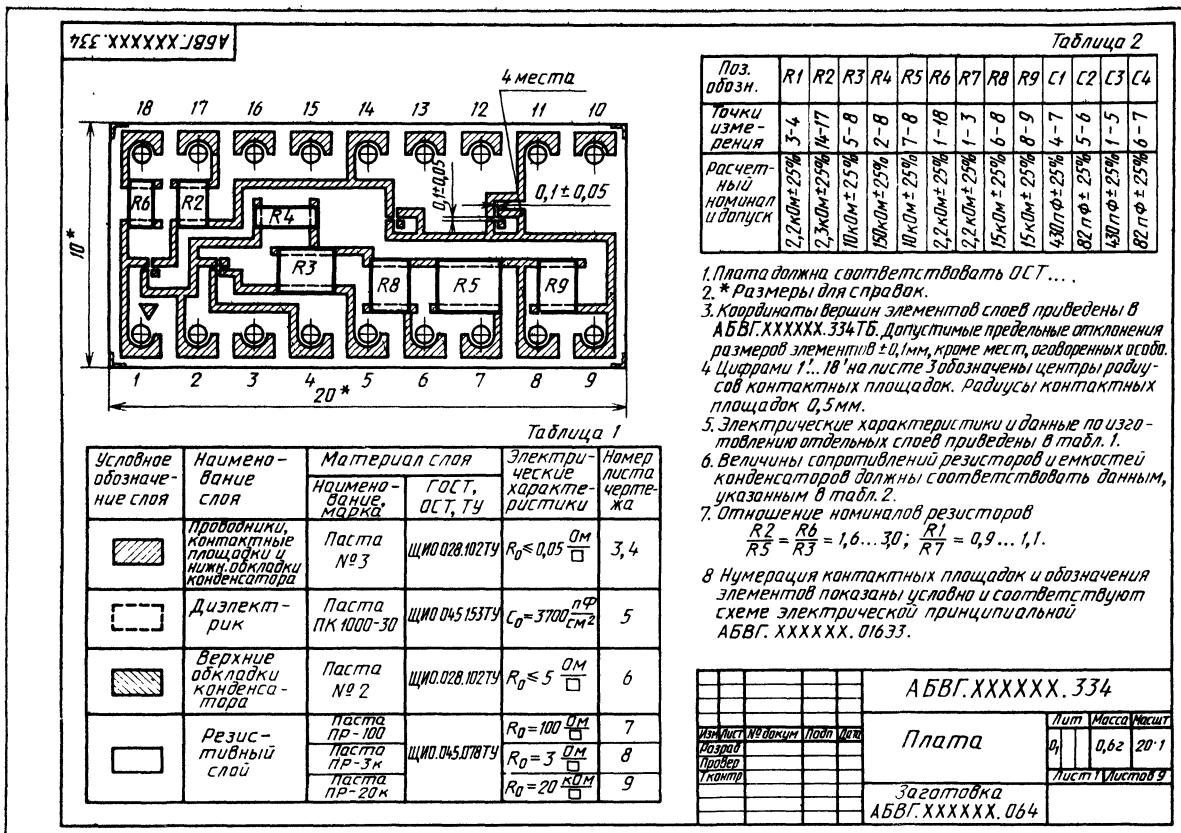 АБВГ.XXXXXX.334
4 места
18 17 16 15 14 13 12 11 10
0,1±0,05
0,1±0,05
R6 R2 R4
R3 R8 R5 R9
10*
1 2 3 4 5 6 7 8 9
20*
Таблица 1
Условное обозначе-ние слоя
Наимено-вание слоя
Материал слоя
Наимено-вание, марка
ГОСТ, ОСТ, ТУ
Электри-ческие характе-ристики
Номер листа черте-жа
Проводники,
контактные
площадки и
нижн. обкладки
конденсатора
Паста №3
ЩИО.028.102ТУ
R₀ ≤ 0,05 Ом/□
3,4
Диэлект-
рик
Паста ПК1000-30
ЩИО.045.153ТУ
C₀=3700 пФ/см²
5
Верхние
обкладки
конденса-
тора
Паста №2
ЩИО.028.102ТУ
R₀ ≤ 5 Ом/□
6
Резис-
тивный
слой
Паста ПР-100
ЩИО.045.078ТУ
R₀=100 Ом/□
7
Паста ПР-3к
R₀=3 Ом/□
8
Паста ПР-20к
R₀=20 кОм/□
9
Таблица 2
Поз. обозн. R1 R2 R3 R4 R5 R6 R7 R8 R9 C1 C2 C3 C4
Точки изме-рения 3-4 14-17 5-8 2-8 7-8 1-18 1-3 6-8 8-9 4-7 5-6 1-5 6-7
Расчет-ный номинал и допуск 2,2кОм±25% 2,3кОм±25% 10кОм±25% 150кОм±25% 10кОм±25% 2,2кОм±25% 2,2кОм±25% 15кОм±25% 15кОм±25% 430пФ±25% 82пФ±25% 430пФ±25% 82пФ±25%
1. Плата должна соответствовать ОСТ....
2. * Размеры для справок.
3. Координаты вершин элементов слоев приведены в
АБВГ.XXXXXX.334ТБ. Допустимые предельные отклонения
размеров элементов ±0,1мм, кроме мест, оговоренных особо.
4 Цифрами 1'...18' на листе 3 обозначены центры радиу-
сов контактных площадок. Радиусы контактных
площадок 0,5мм.
5. Электрические характеристики и данные по изго-
товлению отдельных слоев приведены в табл. 1.
6. Величины сопротивлений резисторов и емкостей
конденсаторов должны соответствовать данным,
указанным в табл. 2.
7. Отношение номиналов резисторов
R2/R5 = R6/R3 = 1,6...3,0; R1/R7 = 0,9...1,1.
8 Нумерация контактных площадок и обозначения
элементов показаны условно и соответствуют
схеме электрической принципиальной
АБВГ. XXXXXX. 016Э3.
АБВГ.XXXXXX.334
Изм Лист № докум Подп Дата
Разраб
Провер
Т контр
Плата
Лит Масса Масшт
О₁ 0,6г 20:1
Лист 1 Листов 9
Заготовка
АБВГ.XXXXXX.064